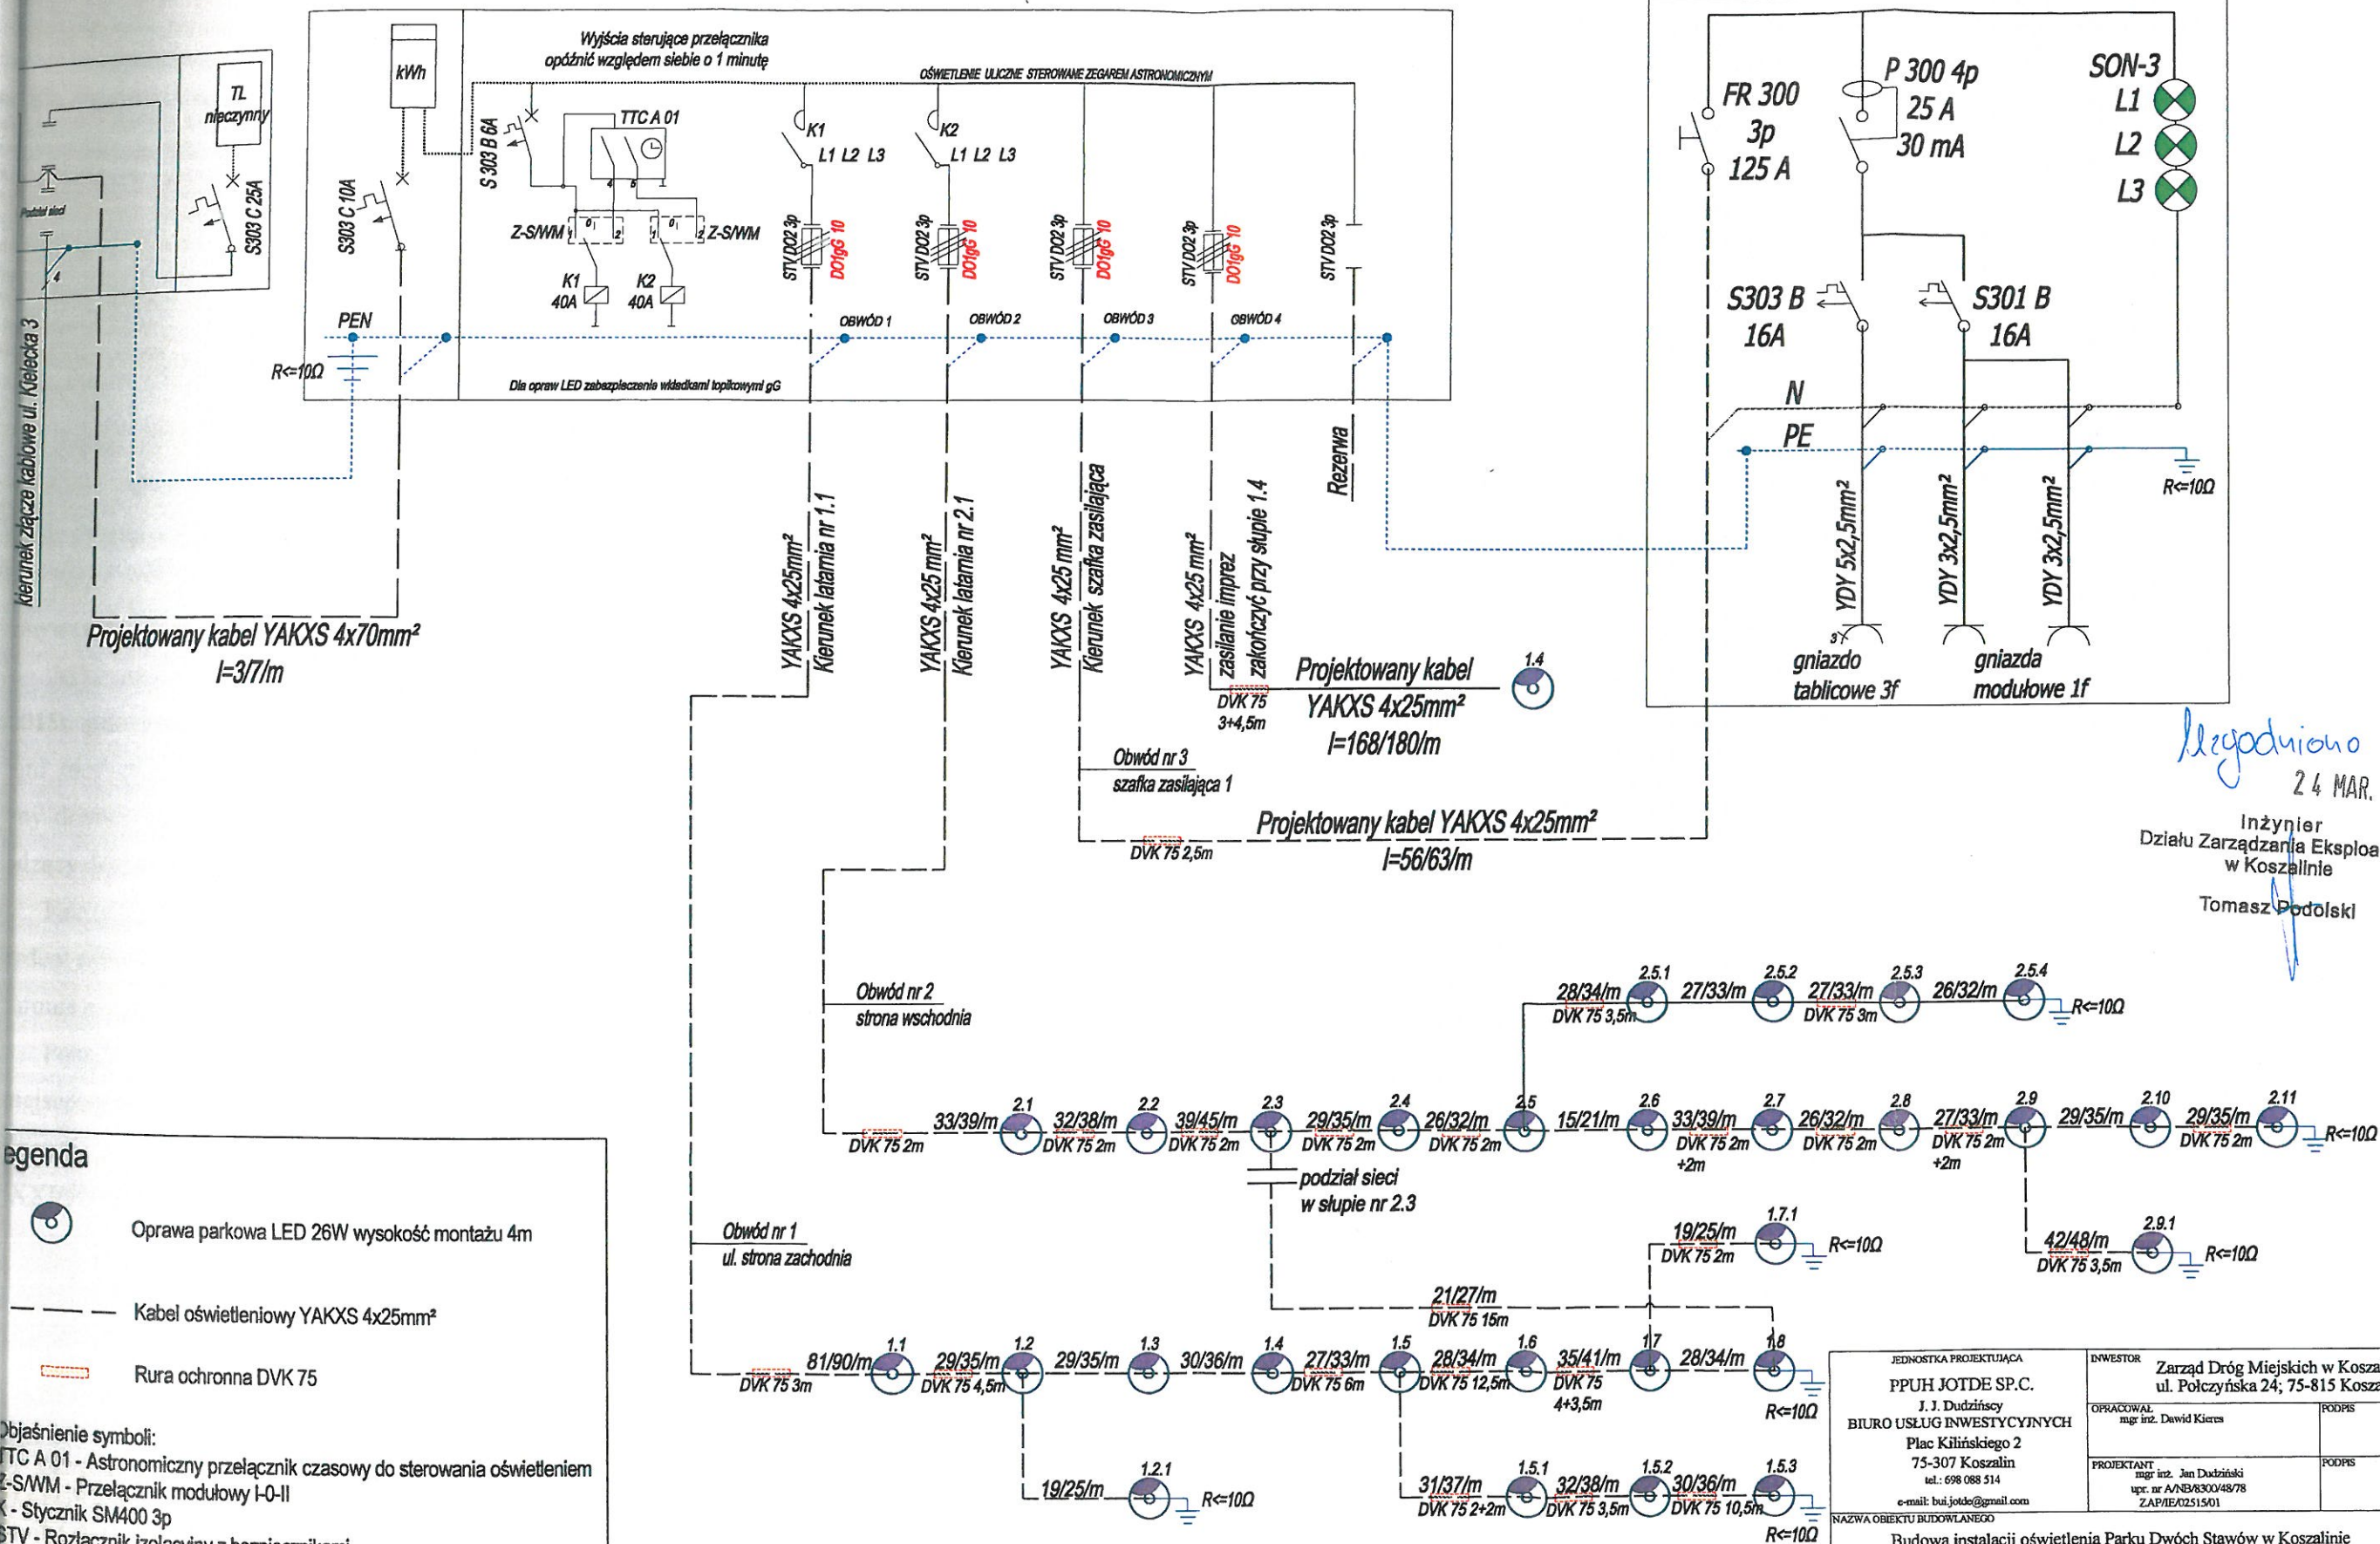 TL
nieczynny
S303 C 25A
Podział sieci
4
kierunek złącze kablowe ul. Kielecka 3
Projektowany kabel YAKXS 4x70mm²
l=3/7/m
kWh
S303 C 10A
PEN
R<=10Ω
Wyjścia sterujące przełącznika
opóźnić względem siebie o 1 minutę
OŚWIETLENIE ULICZNE STEROWANE ZEGAREM ASTRONOMICZNYM
S 303 B 6A
TTC A 01
4 5
Z-S/WM 1 0 2
1 0 2 Z-S/WM
K1
40A
K2
40A
K1
L1 L2 L3
K2
L1 L2 L3
STV DO2 3p
DO1gG 10
STV DO2 3p
DO1gG 10
STV DO2 3p
DO1gG 10
STV DO2 3p
DO1gG 10
STV DO2 3p
OBWÓD 1
OBWÓD 2
OBWÓD 3
OBWÓD 4
Dla opraw LED zabezpieczenia wkładkami topikowymi gG
YAKXS 4x25mm²
Kierunek latarnia nr 1.1
YAKXS 4x25 mm²
Kierunek latarnia nr 2.1
YAKXS 4x25 mm²
Kierunek szafka zasilająca
YAKXS 4x25 mm²
zasilanie imprez
zakończyć przy słupie 1.4
Rezerwa
FR 300
3p
125 A
P 300 4p
25 A
30 mA
SON-3
L1
L2
L3
S303 B
16A
S301 B
16A
N
PE
R<=10Ω
YDY 5x2,5mm²
YDY 3x2,5mm²
YDY 3x2,5mm²
3
gniazdo
tablicowe 3f
gniazda
modułowe 1f
DVK 75
3+4,5m
Projektowany kabel
YAKXS 4x25mm²
l=168/180/m
1.4
Obwód nr 3
szafka zasilająca 1
DVK 75 2,5m
Projektowany kabel YAKXS 4x25mm²
l=56/63/m
Uzgodniono
24 MAR.
Inżynier
Działu Zarządzania Eksploa
w Koszalinie
Tomasz Podolski
Obwód nr 2
strona wschodnia
28/34/m
DVK 75 3,5m
2.5.1
27/33/m
2.5.2
27/33/m
DVK 75 3m
2.5.3
26/32/m
2.5.4
R<=10Ω
DVK 75 2m
33/39/m
2.1
32/38/m
DVK 75 2m
2.2
39/45/m
DVK 75 2m
2.3
29/35/m
DVK 75 2m
2.4
26/32/m
DVK 75 2m
2.5
15/21/m
2.6
33/39/m
DVK 75 2m
+2m
2.7
26/32/m
DVK 75 2m
2.8
27/33/m
DVK 75 2m
+2m
2.9
29/35/m
2.10
29/35/m
DVK 75 2m
2.11
R<=10Ω
podział sieci
w słupie nr 2.3
19/25/m
DVK 75 2m
1.7.1
R<=10Ω
42/48/m
DVK 75 3,5m
2.9.1
R<=10Ω
21/27/m
DVK 75 15m
Obwód nr 1
ul. strona zachodnia
DVK 75 3m
81/90/m
1.1
29/35/m
DVK 75 4,5m
1.2
29/35/m
1.3
30/36/m
1.4
27/33/m
DVK 75 6m
1.5
28/34/m
DVK 75 12,5m
1.6
35/41/m
DVK 75
4+3,5m
1.7
28/34/m
1.8
R<=10Ω
19/25/m
1.2.1
R<=10Ω
31/37/m
DVK 75 2+2m
1.5.1
32/38/m
DVK 75 3,5m
1.5.2
30/36/m
DVK 75 10,5m
1.5.3
R<=10Ω
egenda
Oprawa parkowa LED 26W wysokość montażu 4m
Kabel oświetleniowy YAKXS 4x25mm²
Rura ochronna DVK 75
Objaśnienie symboli:
TTC A 01 - Astronomiczny przełącznik czasowy do sterowania oświetleniem
Z-S/WM - Przełącznik modułowy I-0-II
K - Stycznik SM400 3p
STV - Rozłącznik izolacyjny z bezpiecznikami
JEDNOSTKA PROJEKTUJĄCA
PPUH JOTDE SP.C.
J. J. Dudzińscy
BIURO USŁUG INWESTYCYJNYCH
Plac Kilińskiego 2
75-307 Koszalin
tel.: 698 088 514
e-mail: bui.jotde@gmail.com
INWESTOR
Zarząd Dróg Miejskich w Kosza
ul. Połczyńska 24; 75-815 Kosza
OPRACOWAŁ
mgr inż. Dawid Kieres
PODPIS
PROJEKTANT
mgr inż. Jan Dudziński
upr. nr A/NB/8300/48/78
ZAP/IE/02515/01
PODPIS
NAZWA OBIEKTU BUDOWLANEGO
Budowa instalacji oświetlenia Parku Dwóch Stawów w Koszalinie